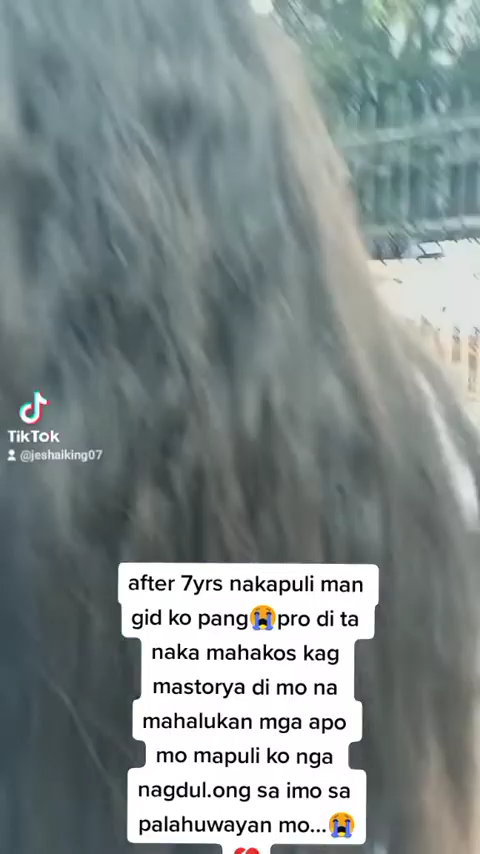 TikTok
@jeshaiking07
after 7yrs nakapuli man
gid ko pang😭pro di ta
naka mahakos kag
mastorya di mo na
mahalukan mga apo
mo mapuli ko nga
nagdul.ong sa imo sa
palahuwayan mo...😭
💔